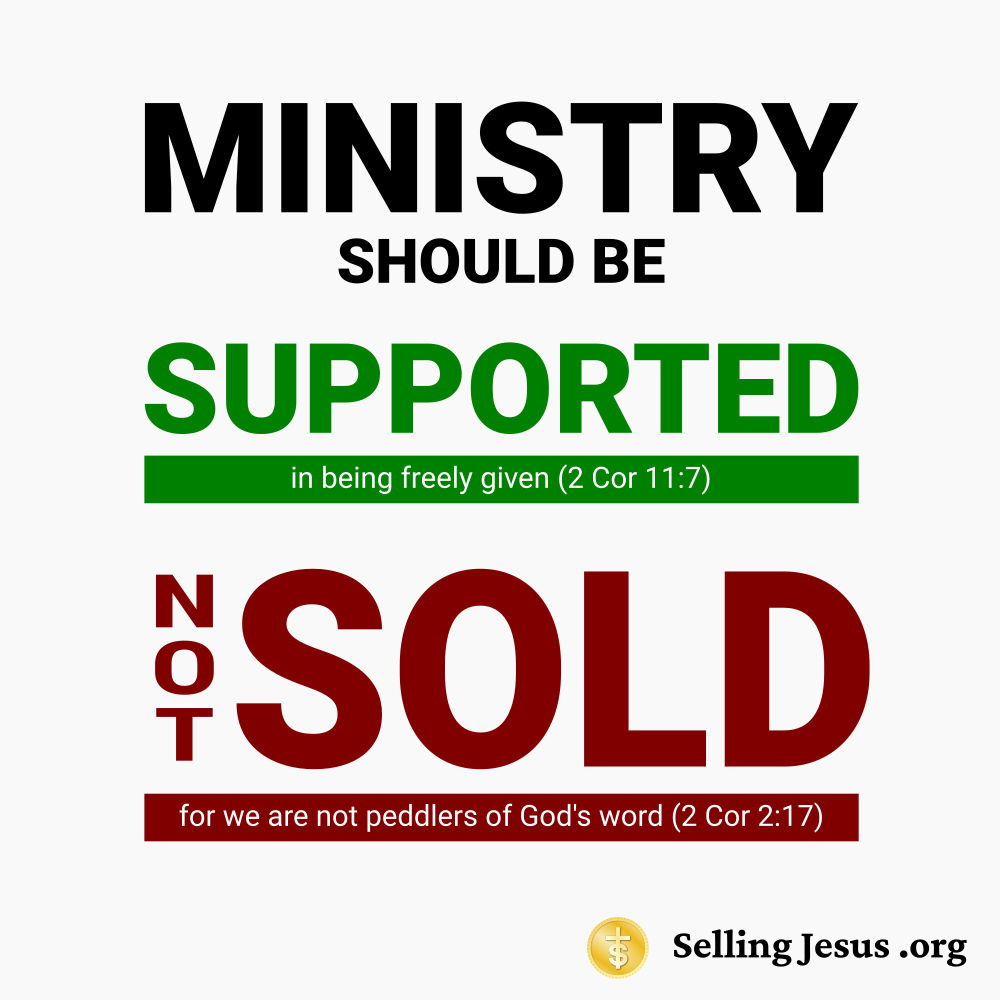 MINISTRY
SHOULD BE
SUPPORTED
in being freely given (2 Cor 11:7)
NOT SOLD
for we are not peddlers of God's word (2 Cor 2:17)
Selling Jesus .org